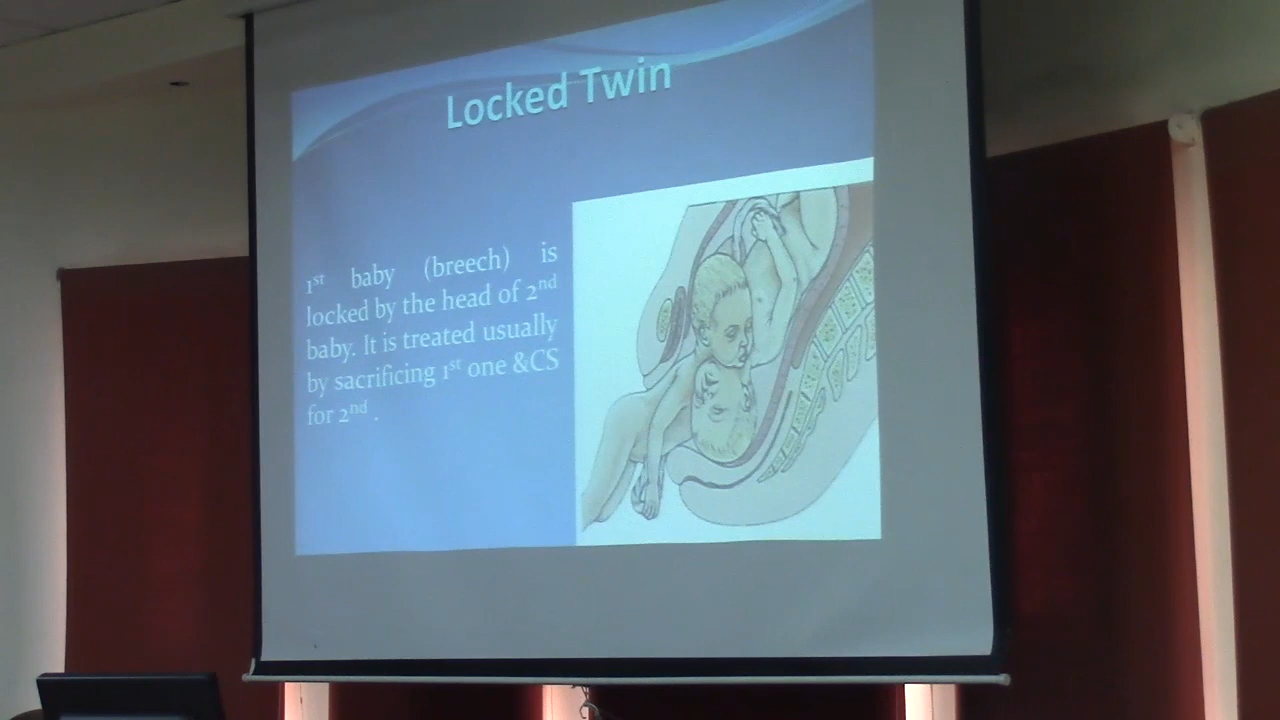 Locked Twin
1st baby (breech) is
locked by the head of 2nd
baby. It is treated usually
by sacrificing 1st one &CS
for 2nd .